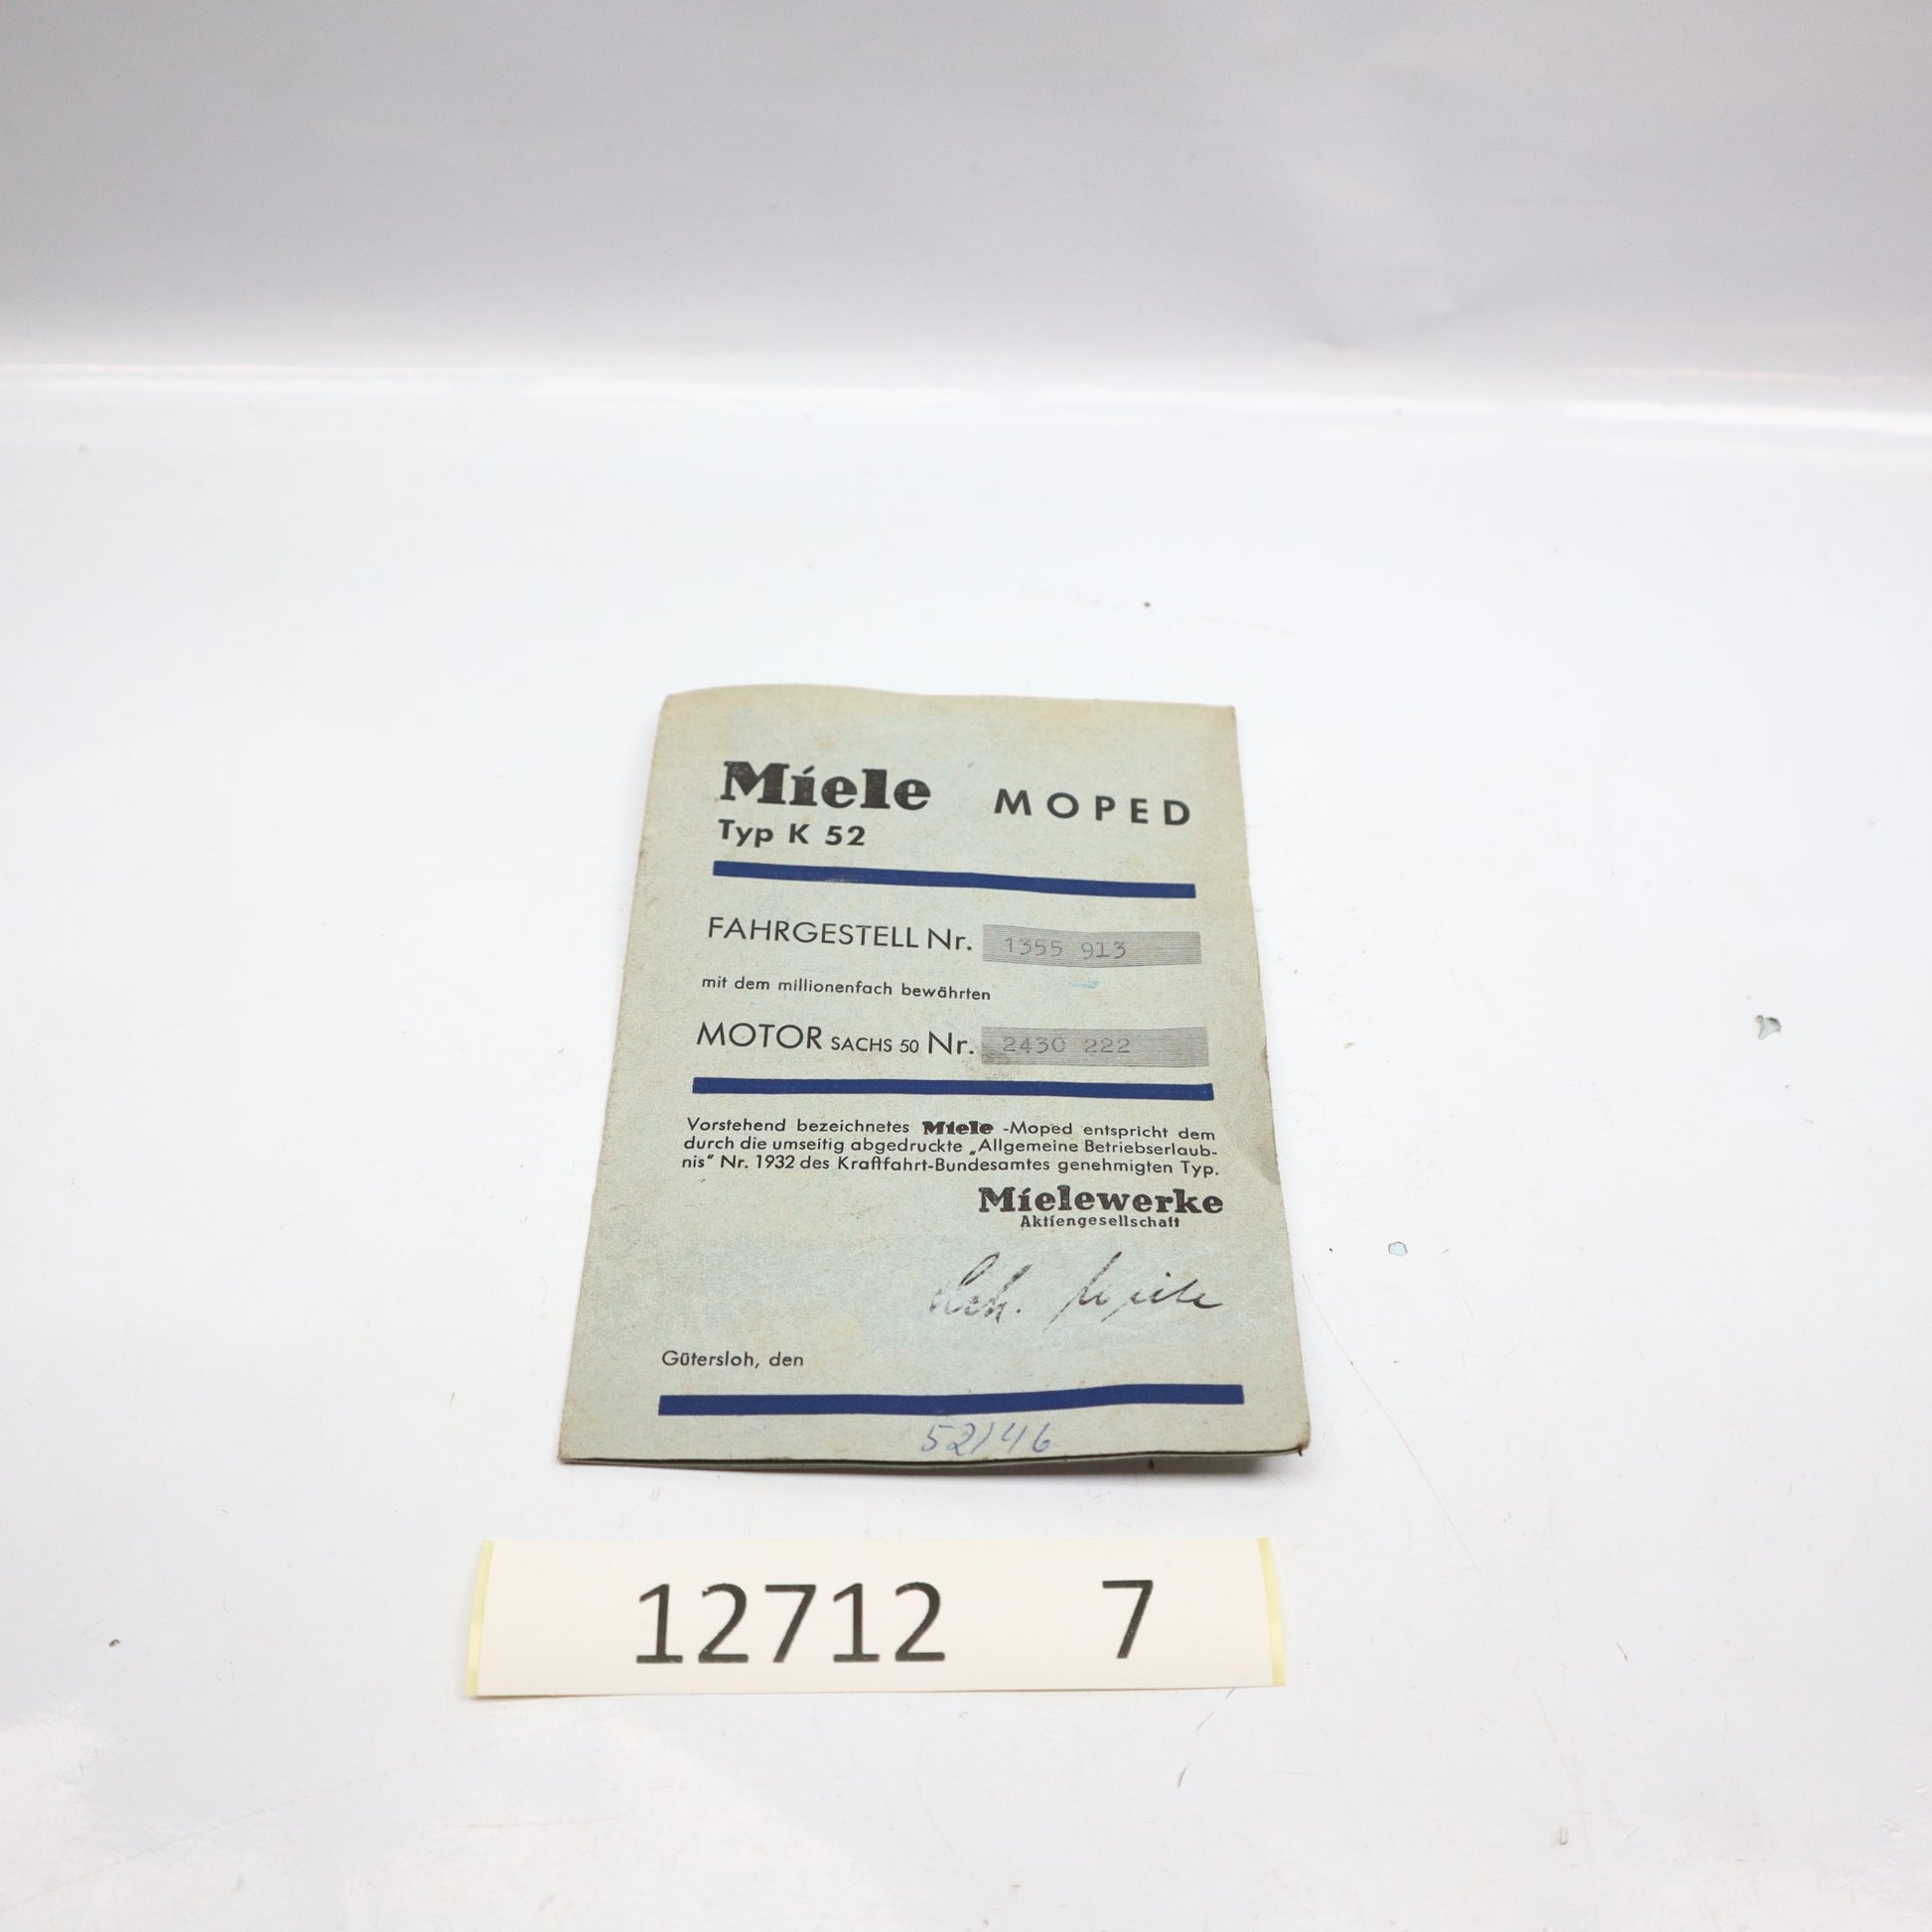 Miele MOPED
Typ K 52
FAHRGESTELL Nr. 1355 913
mit dem millionenfach bewährten
MOTOR SACHS 50 Nr. 2430 222
Vorstehend bezeichnetes Miele -Moped entspricht dem
durch die umseitig abgedruckte „Allgemeine Betriebserlaub-
nis" Nr. 1932 des Kraftfahrt-Bundesamtes genehmigten Typ.
Mielewerke
Aktiengesellschaft
Gütersloh, den
52/46
12712 7